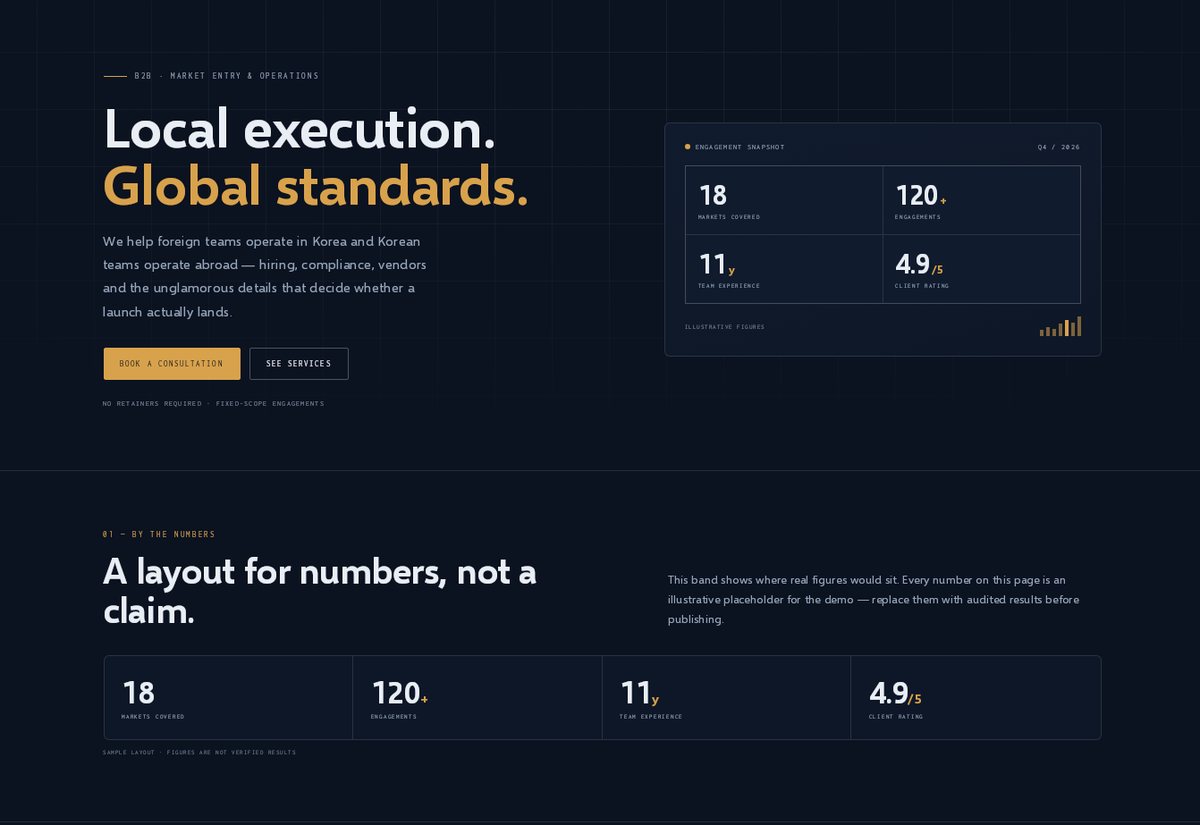 B2B · MARKET ENTRY & OPERATIONS
Local execution.
Global standards.
We help foreign teams operate in Korea and Korean
teams operate abroad — hiring, compliance, vendors
and the unglamorous details that decide whether a
launch actually lands.
BOOK A CONSULTATION
SEE SERVICES
NO RETAINERS REQUIRED · FIXED-SCOPE ENGAGEMENTS
ENGAGEMENT SNAPSHOT
Q4 / 2026
18
MARKETS COVERED
120+
ENGAGEMENTS
11y
TEAM EXPERIENCE
4.9/5
CLIENT RATING
ILLUSTRATIVE FIGURES
01 — BY THE NUMBERS
A layout for numbers, not a
claim.
This band shows where real figures would sit. Every number on this page is an
illustrative placeholder for the demo — replace them with audited results before
publishing.
18
MARKETS COVERED
120+
ENGAGEMENTS
11y
TEAM EXPERIENCE
4.9/5
CLIENT RATING
SAMPLE LAYOUT · FIGURES ARE NOT VERIFIED RESULTS